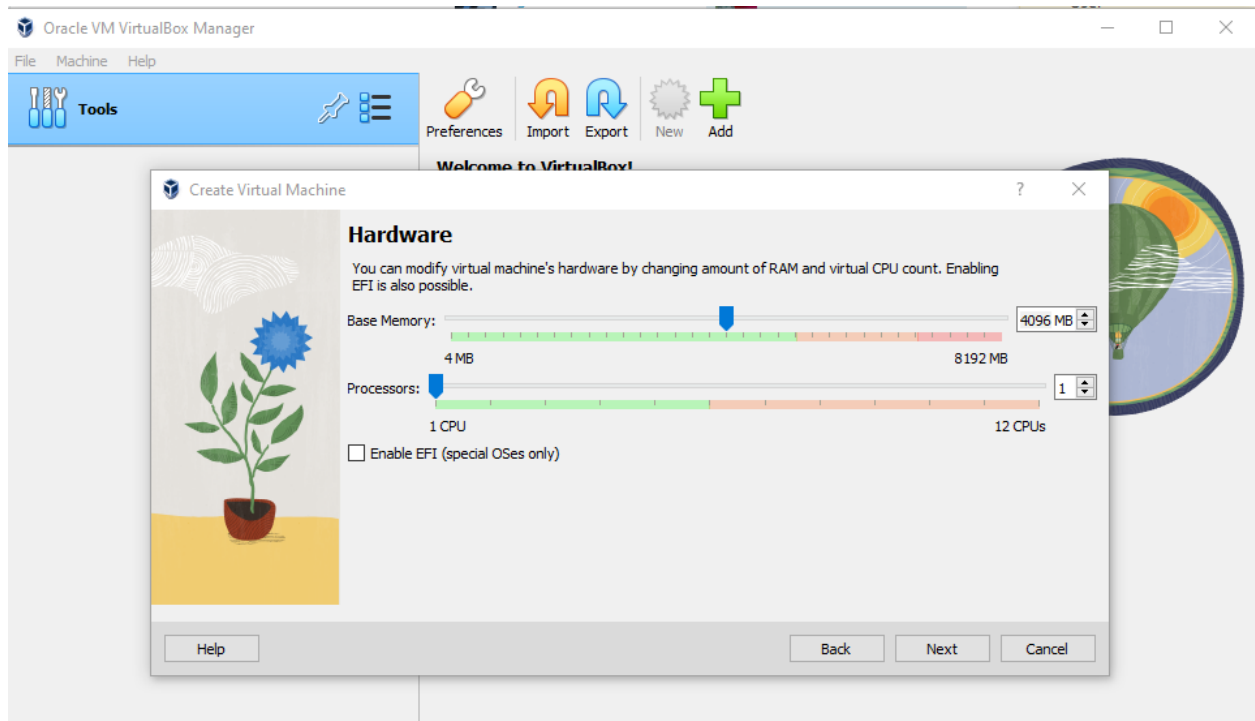 Oracle VM VirtualBox Manager
File Machine Help
Tools
Preferences Import Export New Add
Welcome to VirtualBox!
Create Virtual Machine
?
Hardware
You can modify virtual machine's hardware by changing amount of RAM and virtual CPU count. Enabling
EFI is also possible.
Base Memory: 4096 MB
4 MB 8192 MB
Processors: 1
1 CPU 12 CPUs
Enable EFI (special OSes only)
Help Back Next Cancel